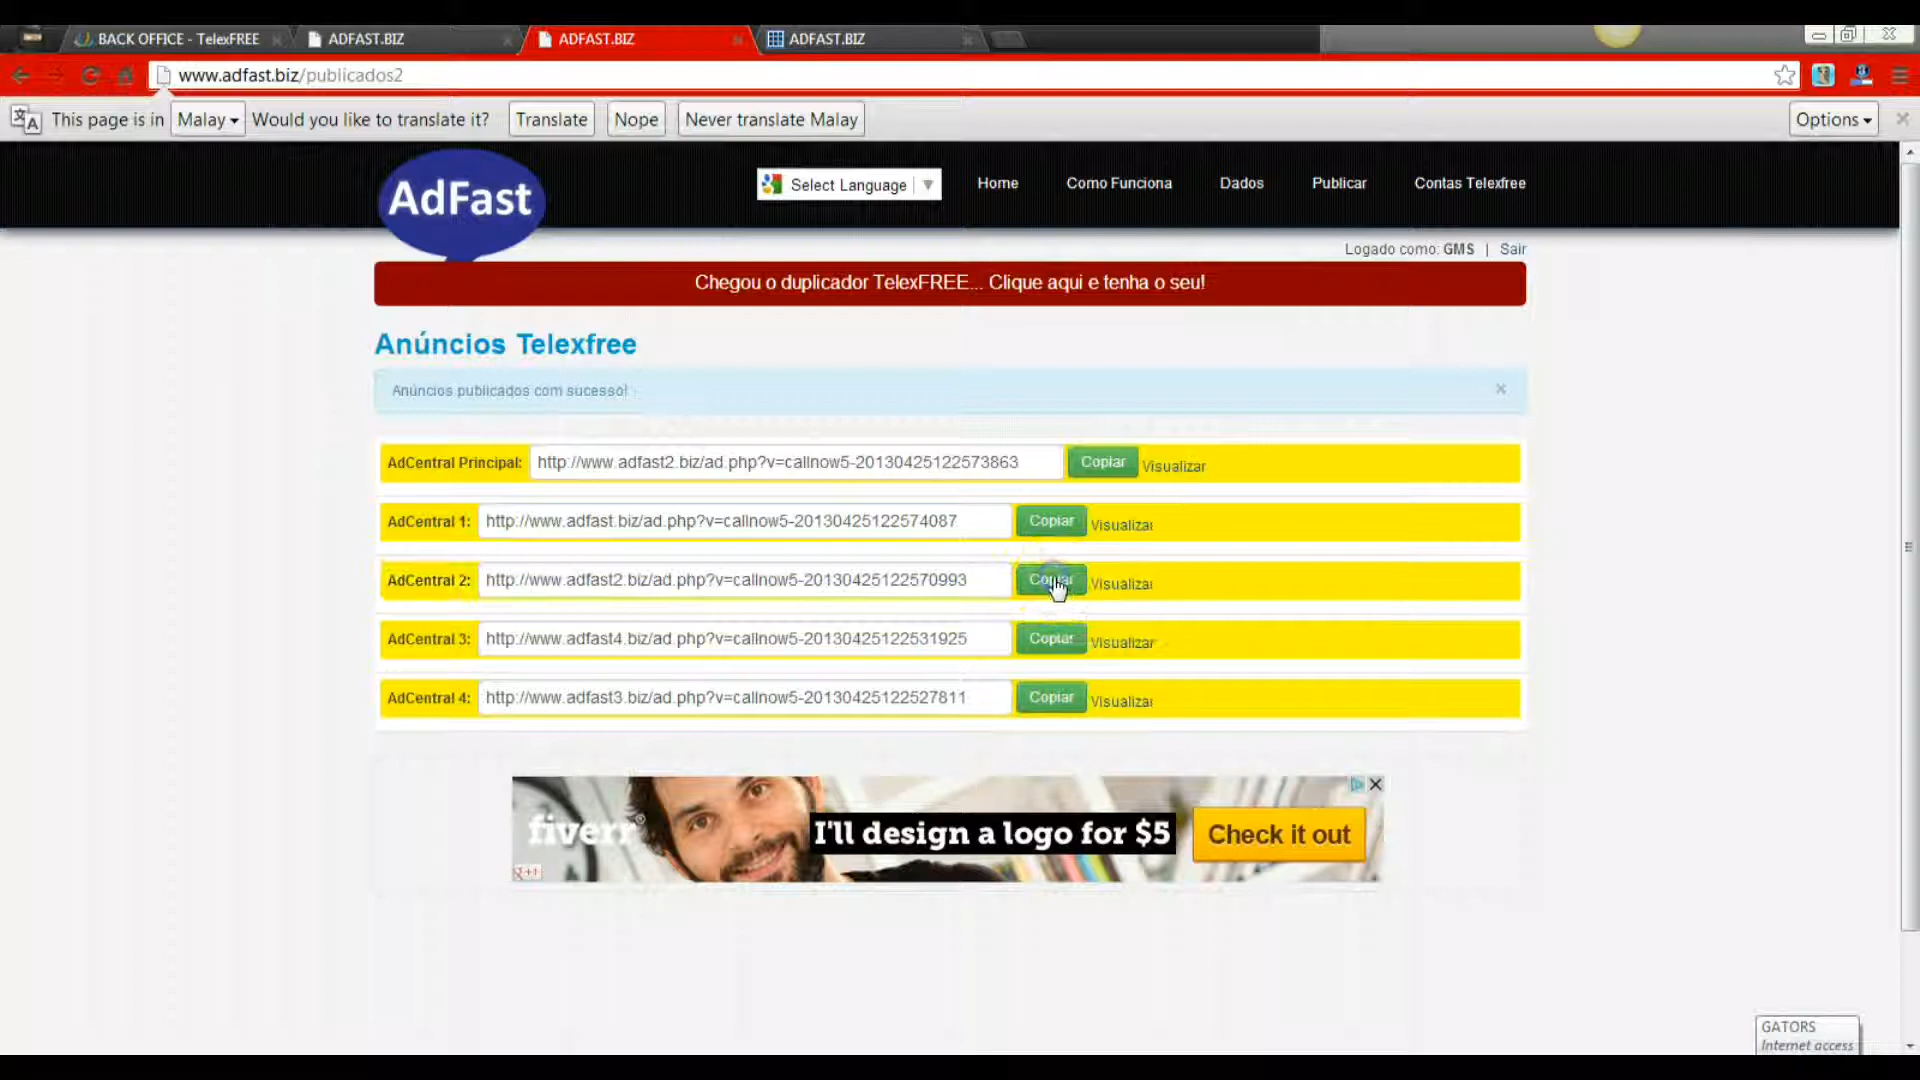 BACK OFFICE - TelexFREE
ADFAST.BIZ
ADFAST.BIZ
ADFAST.BIZ
www.adfast.biz/publicados2
This page is in Malay Would you like to translate it? Translate Nope Never translate Malay Options
AdFast
Select Language
Home Como Funciona Dados Publicar Contas Telexfree
Logado como: GMS | Sair
Chegou o duplicador TelexFREE... Clique aqui e tenha o seu!
Anúncios Telexfree
Anúncios publicados com sucesso!
AdCentral Principal: http://www.adfast2.biz/ad.php?v=callnow5-20130425122573863 Copiar Visualizar
AdCentral 1: http://www.adfast.biz/ad.php?v=callnow5-20130425122574087 Copiar Visualizar
AdCentral 2: http://www.adfast2.biz/ad.php?v=callnow5-20130425122570993 Copiar Visualizar
AdCentral 3: http://www.adfast4.biz/ad.php?v=callnow5-20130425122531925 Copiar Visualizar
AdCentral 4: http://www.adfast3.biz/ad.php?v=callnow5-20130425122527811 Copiar Visualizar
fiverr®
I'll design a logo for $5
Check it out
GATORS
Internet access